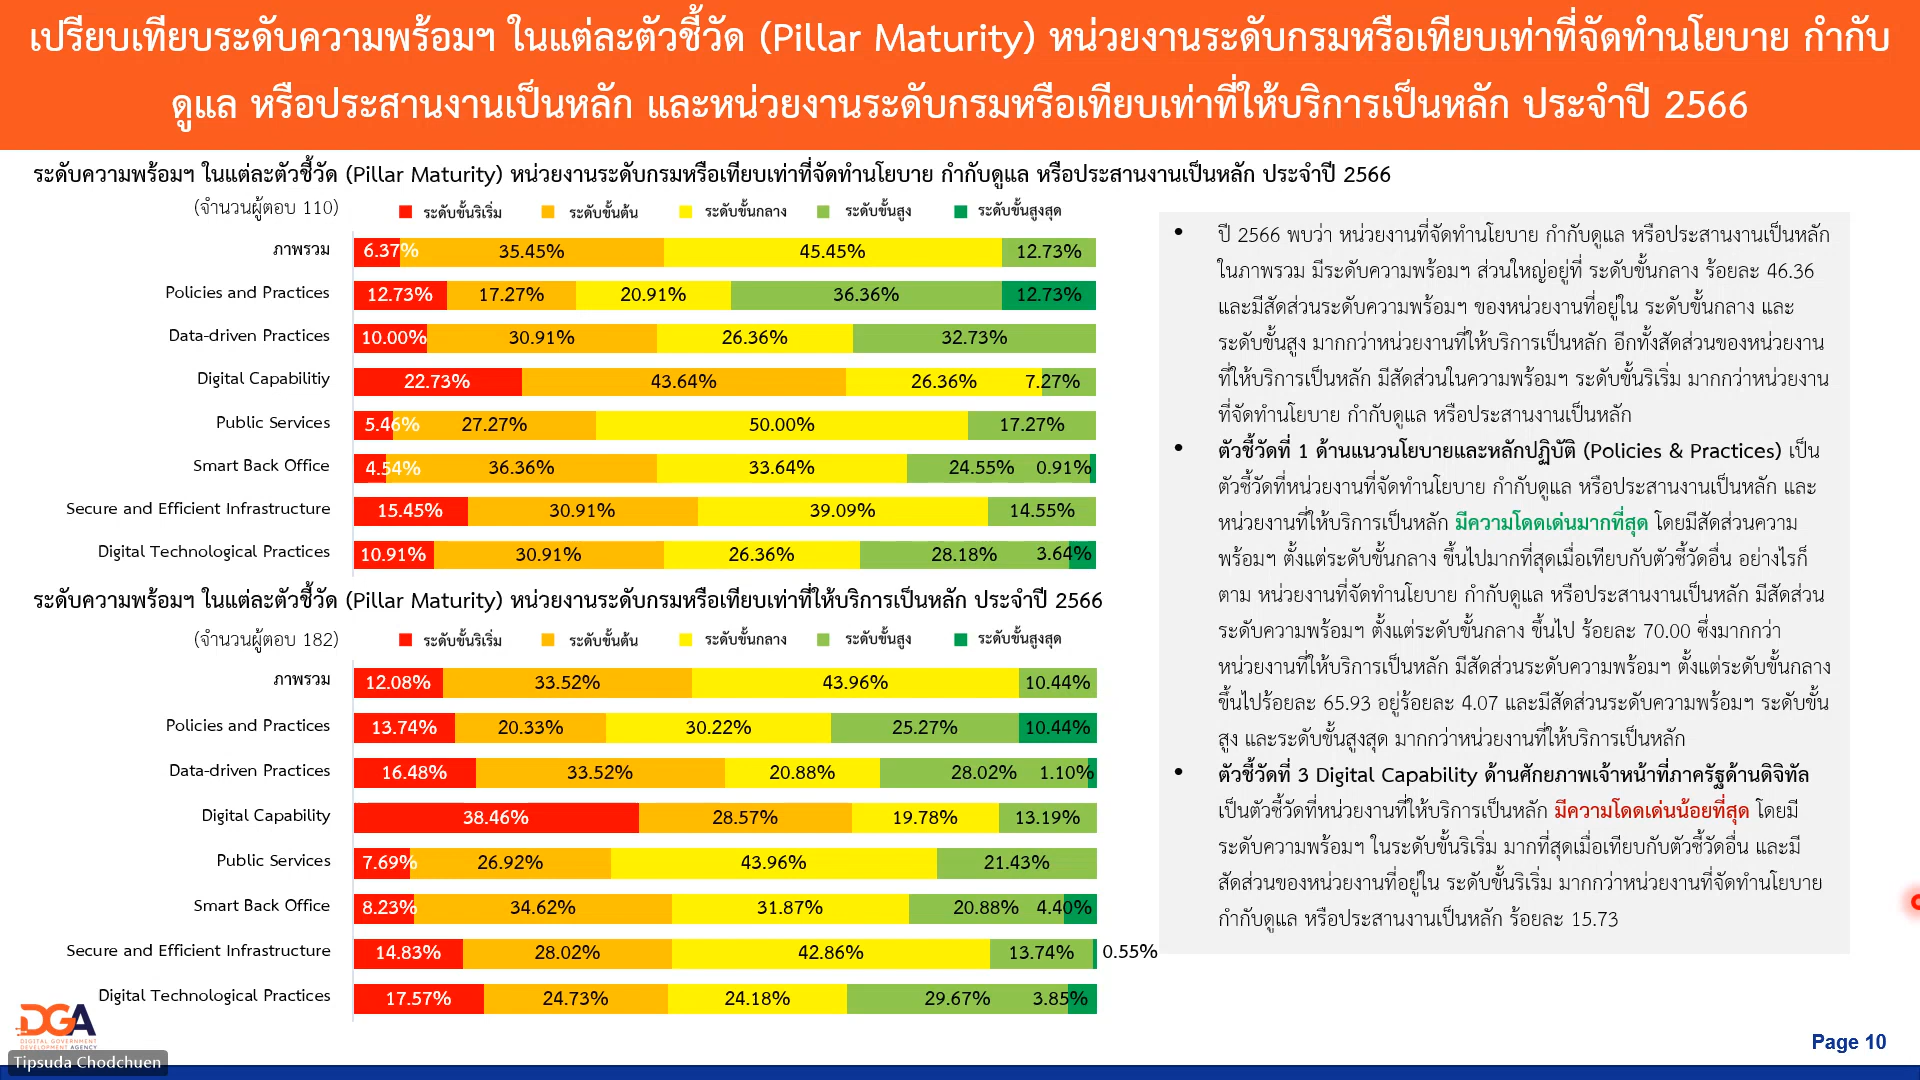 เปรียบเทียบระดับความพร้อมฯ ในแต่ละตัวชี้วัด (Pillar Maturity) หน่วยงานระดับกรมหรือเทียบเท่าที่จัดทำนโยบาย กำกับ
ดูแล หรือประสานงานเป็นหลัก และหน่วยงานระดับกรมหรือเทียบเท่าที่ให้บริการเป็นหลัก ประจำปี 2566
ระดับความพร้อมฯ ในแต่ละตัวชี้วัด (Pillar Maturity) หน่วยงานระดับกรมหรือเทียบเท่าที่จัดทำนโยบาย กำกับดูแล หรือประสานงานเป็นหลัก ประจำปี 2566
(จำนวนผู้ตอบ 110) ระดับขั้นริเริ่ม ระดับขั้นต้น ระดับขั้นกลาง ระดับขั้นสูง ระดับขั้นสูงสุด
ภาพรวม 6.37% 35.45% 45.45% 12.73%
Policies and Practices 12.73% 17.27% 20.91% 36.36% 12.73%
Data-driven Practices 10.00% 30.91% 26.36% 32.73%
Digital Capabilitiy 22.73% 43.64% 26.36% 7.27%
Public Services 5.46% 27.27% 50.00% 17.27%
Smart Back Office 4.54% 36.36% 33.64% 24.55% 0.91%
Secure and Efficient Infrastructure 15.45% 30.91% 39.09% 14.55%
Digital Technological Practices 10.91% 30.91% 26.36% 28.18% 3.64%
ระดับความพร้อมฯ ในแต่ละตัวชี้วัด (Pillar Maturity) หน่วยงานระดับกรมหรือเทียบเท่าที่ให้บริการเป็นหลัก ประจำปี 2566
(จำนวนผู้ตอบ 182) ระดับขั้นริเริ่ม ระดับขั้นต้น ระดับขั้นกลาง ระดับขั้นสูง ระดับขั้นสูงสุด
ภาพรวม 12.08% 33.52% 43.96% 10.44%
Policies and Practices 13.74% 20.33% 30.22% 25.27% 10.44%
Data-driven Practices 16.48% 33.52% 20.88% 28.02% 1.10%
Digital Capability 38.46% 28.57% 19.78% 13.19%
Public Services 7.69% 26.92% 43.96% 21.43%
Smart Back Office 8.23% 34.62% 31.87% 20.88% 4.40%
Secure and Efficient Infrastructure 14.83% 28.02% 42.86% 13.74% 0.55%
Digital Technological Practices 17.57% 24.73% 24.18% 29.67% 3.85%
• ปี 2566 พบว่า หน่วยงานที่จัดทำนโยบาย กำกับดูแล หรือประสานงานเป็นหลัก
ในภาพรวม มีระดับความพร้อมฯ ส่วนใหญ่อยู่ที่ ระดับขั้นกลาง ร้อยละ 46.36
และมีสัดส่วนระดับความพร้อมฯ ของหน่วยงานที่อยู่ใน ระดับขั้นกลาง และ
ระดับขั้นสูง มากกว่าหน่วยงานที่ให้บริการเป็นหลัก อีกทั้งสัดส่วนของหน่วยงาน
ที่ให้บริการเป็นหลัก มีสัดส่วนในความพร้อมฯ ระดับขั้นริเริ่ม มากกว่าหน่วยงาน
ที่จัดทำนโยบาย กำกับดูแล หรือประสานงานเป็นหลัก
• ตัวชี้วัดที่ 1 ด้านแนวนโยบายและหลักปฏิบัติ (Policies & Practices) เป็น
ตัวชี้วัดที่หน่วยงานที่จัดทำนโยบาย กำกับดูแล หรือประสานงานเป็นหลัก และ
หน่วยงานที่ให้บริการเป็นหลัก มีความโดดเด่นมากที่สุด โดยมีสัดส่วนความ
พร้อมฯ ตั้งแต่ระดับขั้นกลาง ขึ้นไปมากที่สุดเมื่อเทียบกับตัวชี้วัดอื่น อย่างไรก็
ตาม หน่วยงานที่จัดทำนโยบาย กำกับดูแล หรือประสานงานเป็นหลัก มีสัดส่วน
ระดับความพร้อมฯ ตั้งแต่ระดับขั้นกลาง ขึ้นไป ร้อยละ 70.00 ซึ่งมากกว่า
หน่วยงานที่ให้บริการเป็นหลัก มีสัดส่วนระดับความพร้อมฯ ตั้งแต่ระดับขั้นกลาง
ขึ้นไปร้อยละ 65.93 อยู่ร้อยละ 4.07 และมีสัดส่วนระดับความพร้อมฯ ระดับขั้น
สูง และระดับขั้นสูงสุด มากกว่าหน่วยงานที่ให้บริการเป็นหลัก
• ตัวชี้วัดที่ 3 Digital Capability ด้านศักยภาพเจ้าหน้าที่ภาครัฐด้านดิจิทัล
เป็นตัวชี้วัดที่หน่วยงานที่ให้บริการเป็นหลัก มีความโดดเด่นน้อยที่สุด โดยมี
ระดับความพร้อมฯ ในระดับขั้นริเริ่ม มากที่สุดเมื่อเทียบกับตัวชี้วัดอื่น และมี
สัดส่วนของหน่วยงานที่อยู่ใน ระดับขั้นริเริ่ม มากกว่าหน่วยงานที่จัดทำนโยบาย
กำกับดูแล หรือประสานงานเป็นหลัก ร้อยละ 15.73
DGA
DIGITAL GOVERNMENT
DEVELOPMENT AGENCY
Tipsuda Chodchuen
Page 10